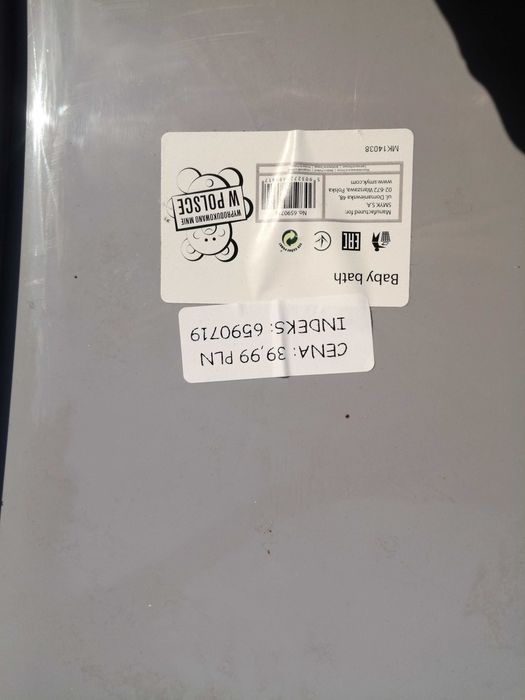 CENA: 39,99 PLN
INDEKS: 6590719
Baby bath
EAC
Manufactured for:
SMYK S.A.
ul. Domaniewska 48,
02-672 Warszawa, Polska
www.smyk.com
WYPRODUKOWANO MNIE
W POLSCE
MK14038